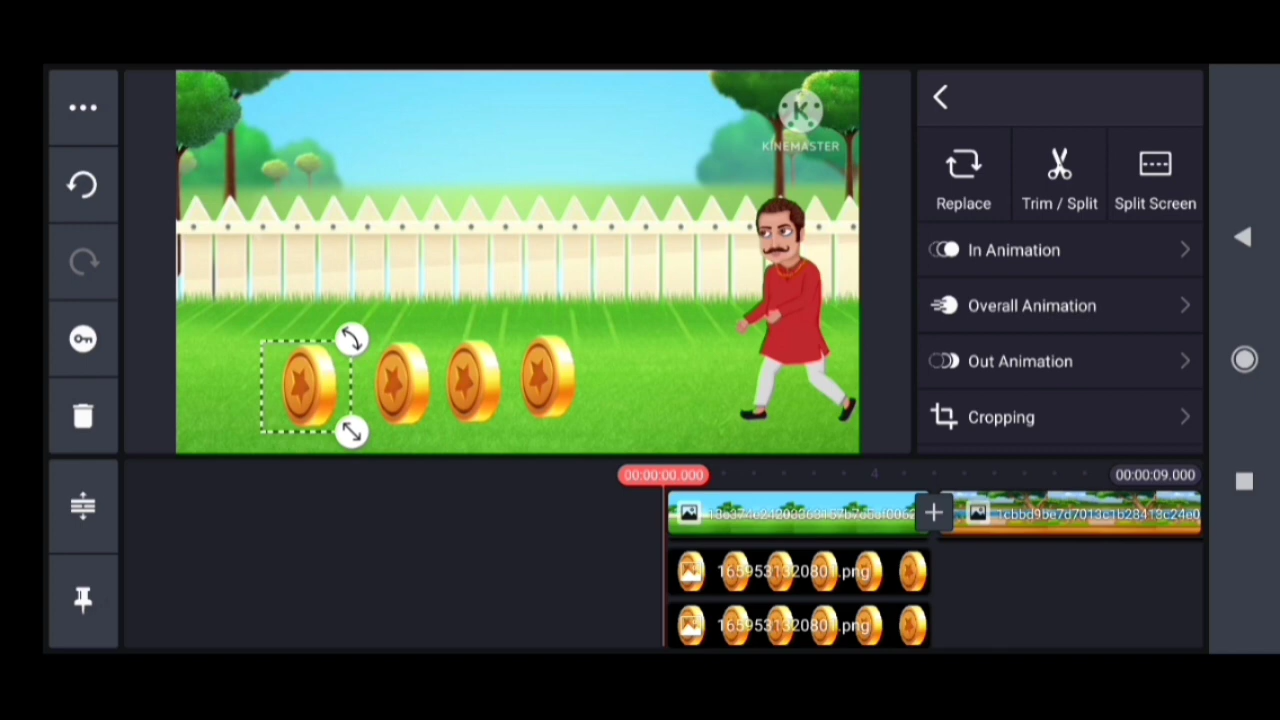 KINEMASTER
Replace
Trim / Split
Split Screen
In Animation
Overall Animation
Out Animation
Cropping
00:00:00.000
4
00:00:09.000
1659531320801.png
1659531320801.png